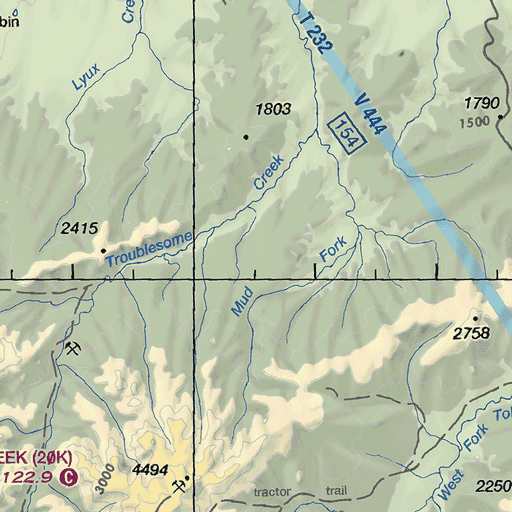 bin
Cre
T 232
Lyux
1803
V 444
1790
154
1500
Creek
2415
Troublesome
Fork
Mud
2758
Tol
Fork
EEK (20K)
122.9 C
3000
4494
West
2250
tractor trail